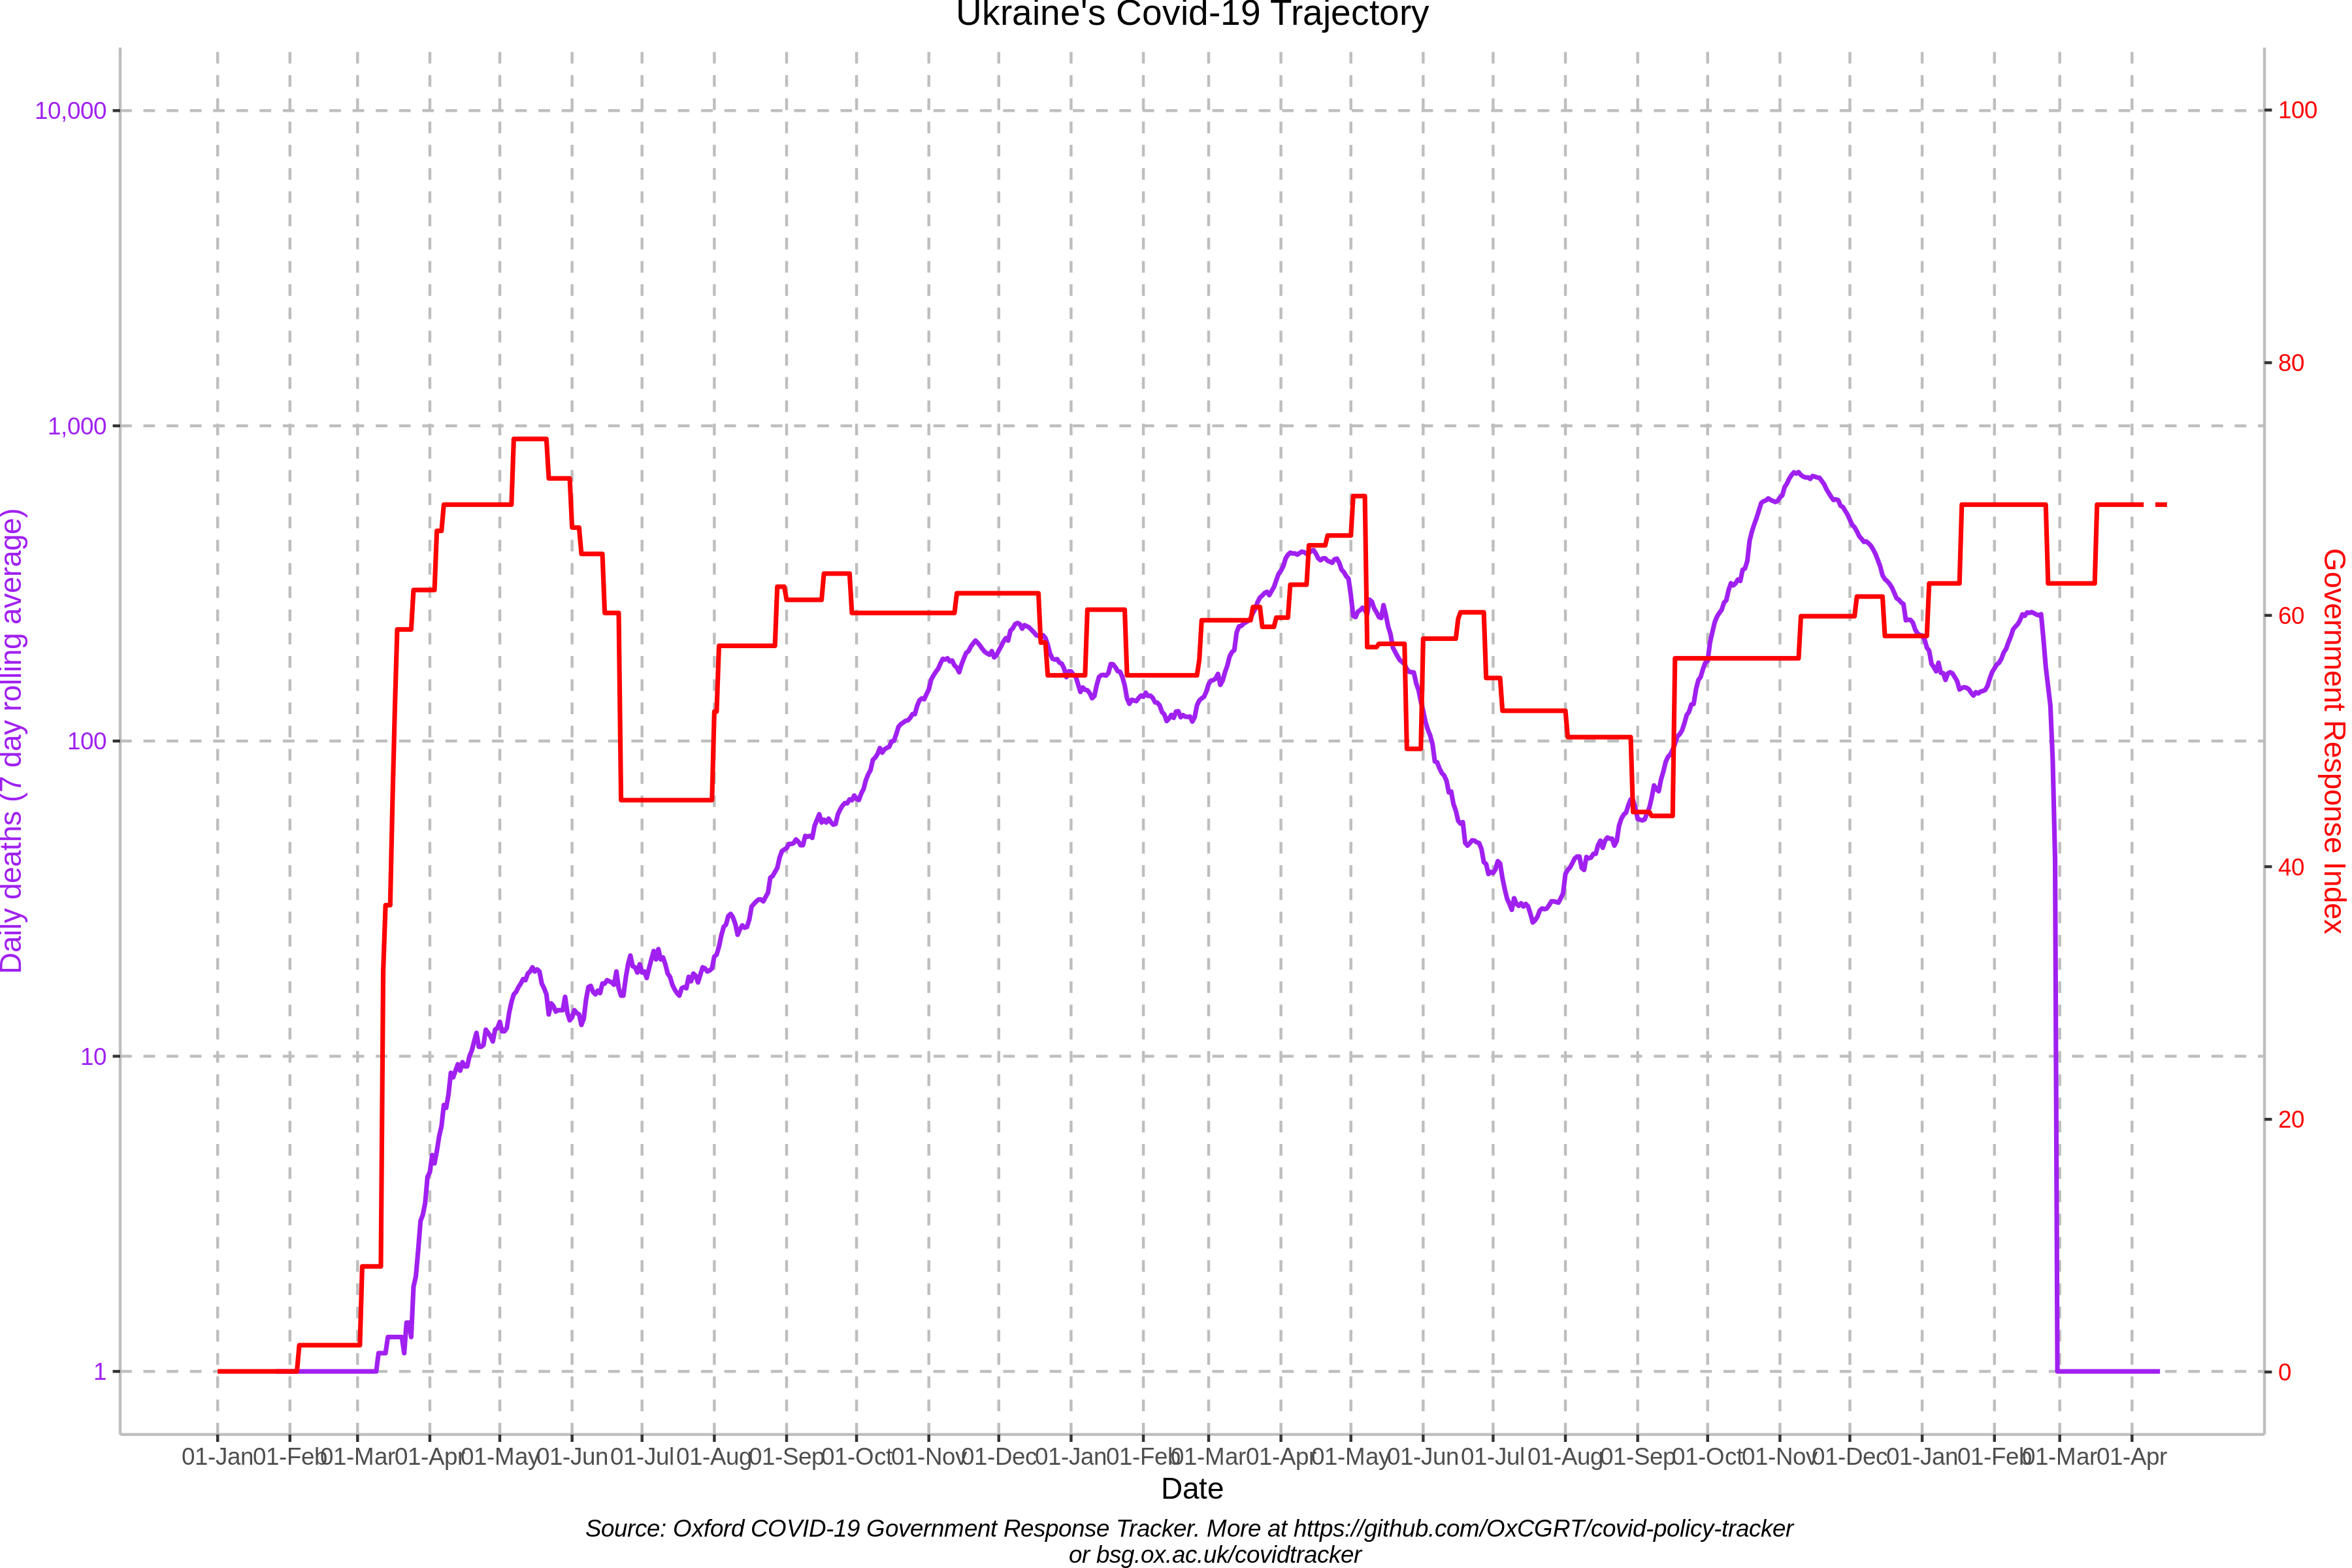 Ukraine's Covid-19 Trajectory
10,000
1,000
100
10
1
Daily deaths (7 day rolling average)
100
80
60
40
20
0
Government Response Index
01-Jan 01-Feb 01-Mar 01-Apr 01-May 01-Jun 01-Jul 01-Aug 01-Sep 01-Oct 01-Nov 01-Dec 01-Jan 01-Feb 01-Mar 01-Apr 01-May 01-Jun 01-Jul 01-Aug 01-Sep 01-Oct 01-Nov 01-Dec 01-Jan 01-Feb 01-Mar 01-Apr
Date
Source: Oxford COVID-19 Government Response Tracker. More at https://github.com/OxCGRT/covid-policy-tracker
or bsg.ox.ac.uk/covidtracker